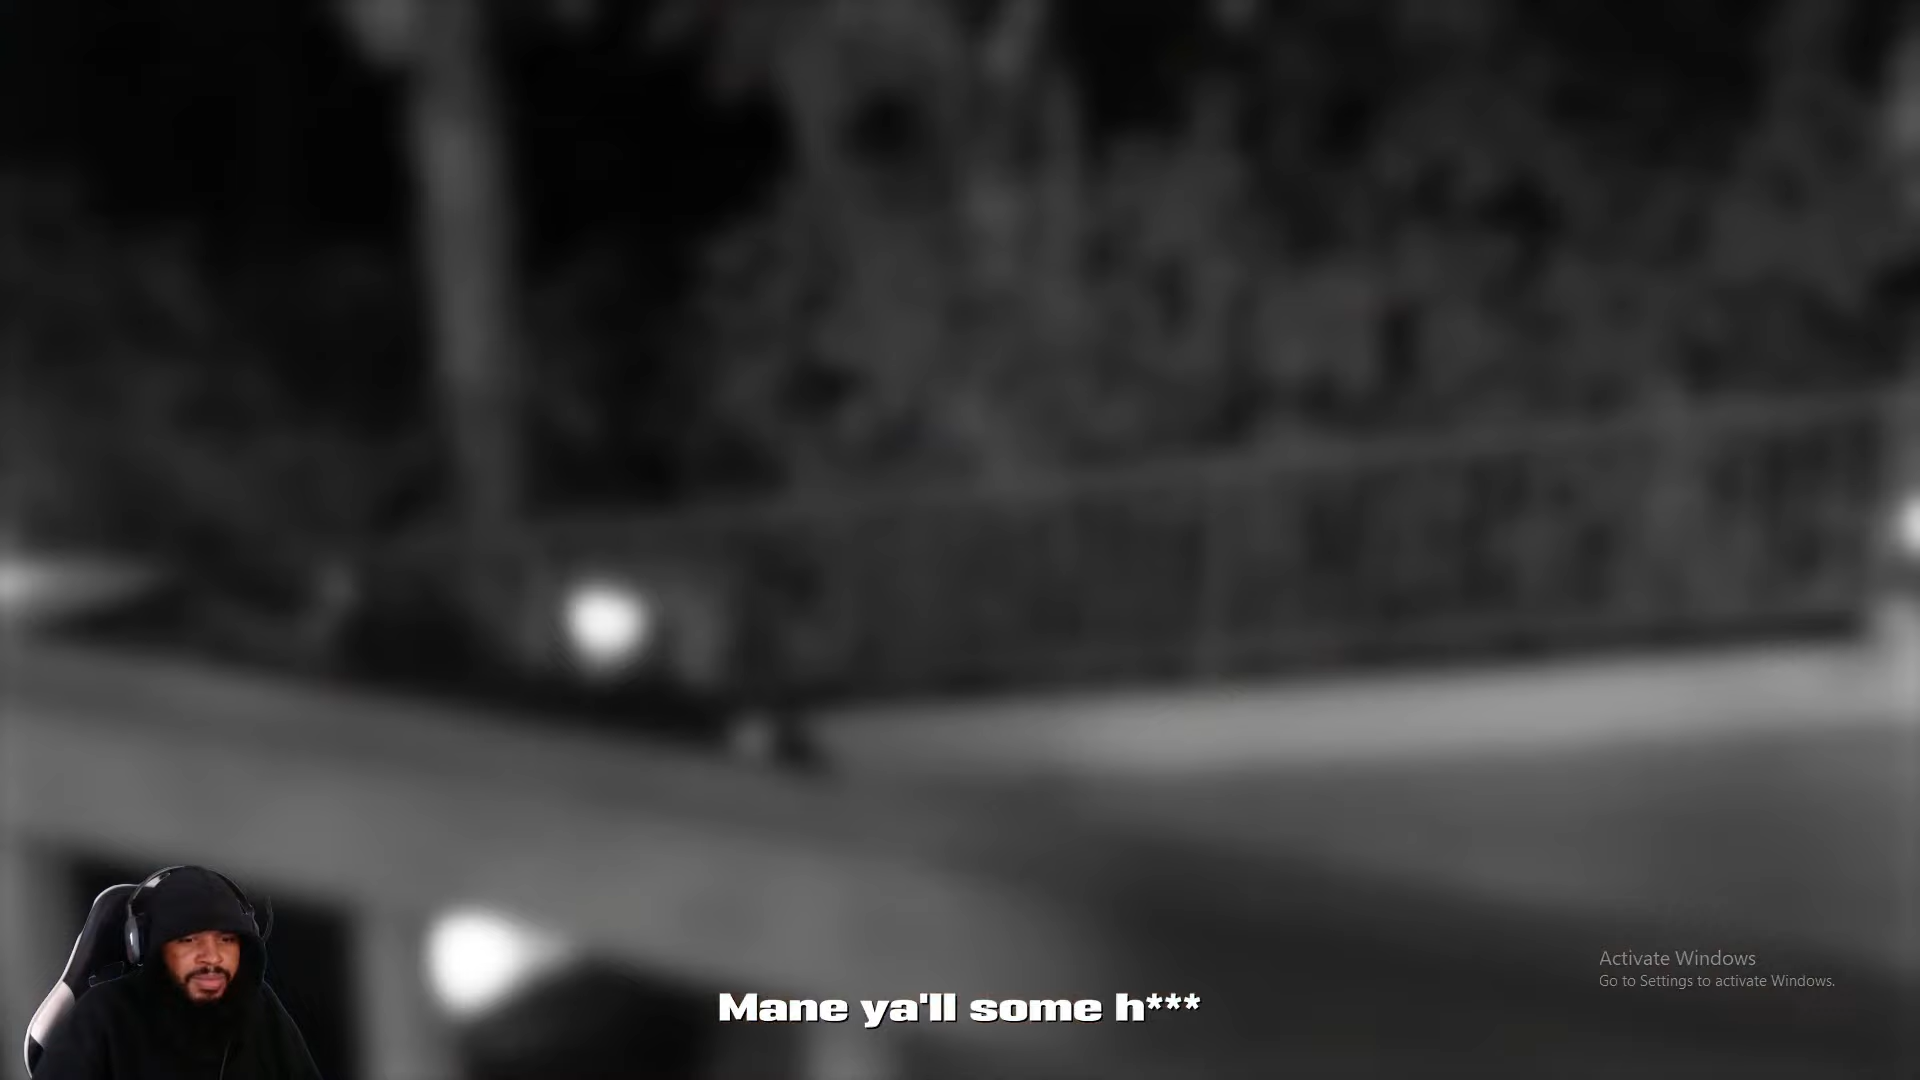 Activate Windows
Go to Settings to activate Windows.
Mane ya'll some h***